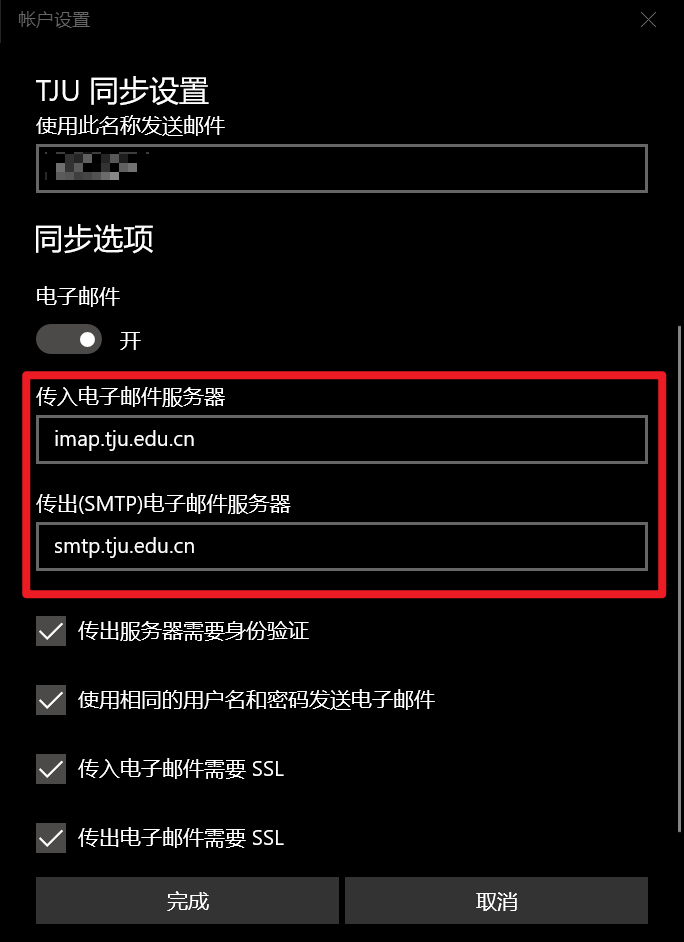 帐户设置
TJU 同步设置
使用此名称发送邮件
同步选项
电子邮件
开
传入电子邮件服务器
imap.tju.edu.cn
传出(SMTP)电子邮件服务器
smtp.tju.edu.cn
传出服务器需要身份验证
使用相同的用户名和密码发送电子邮件
传入电子邮件需要 SSL
传出电子邮件需要 SSL
完成
取消